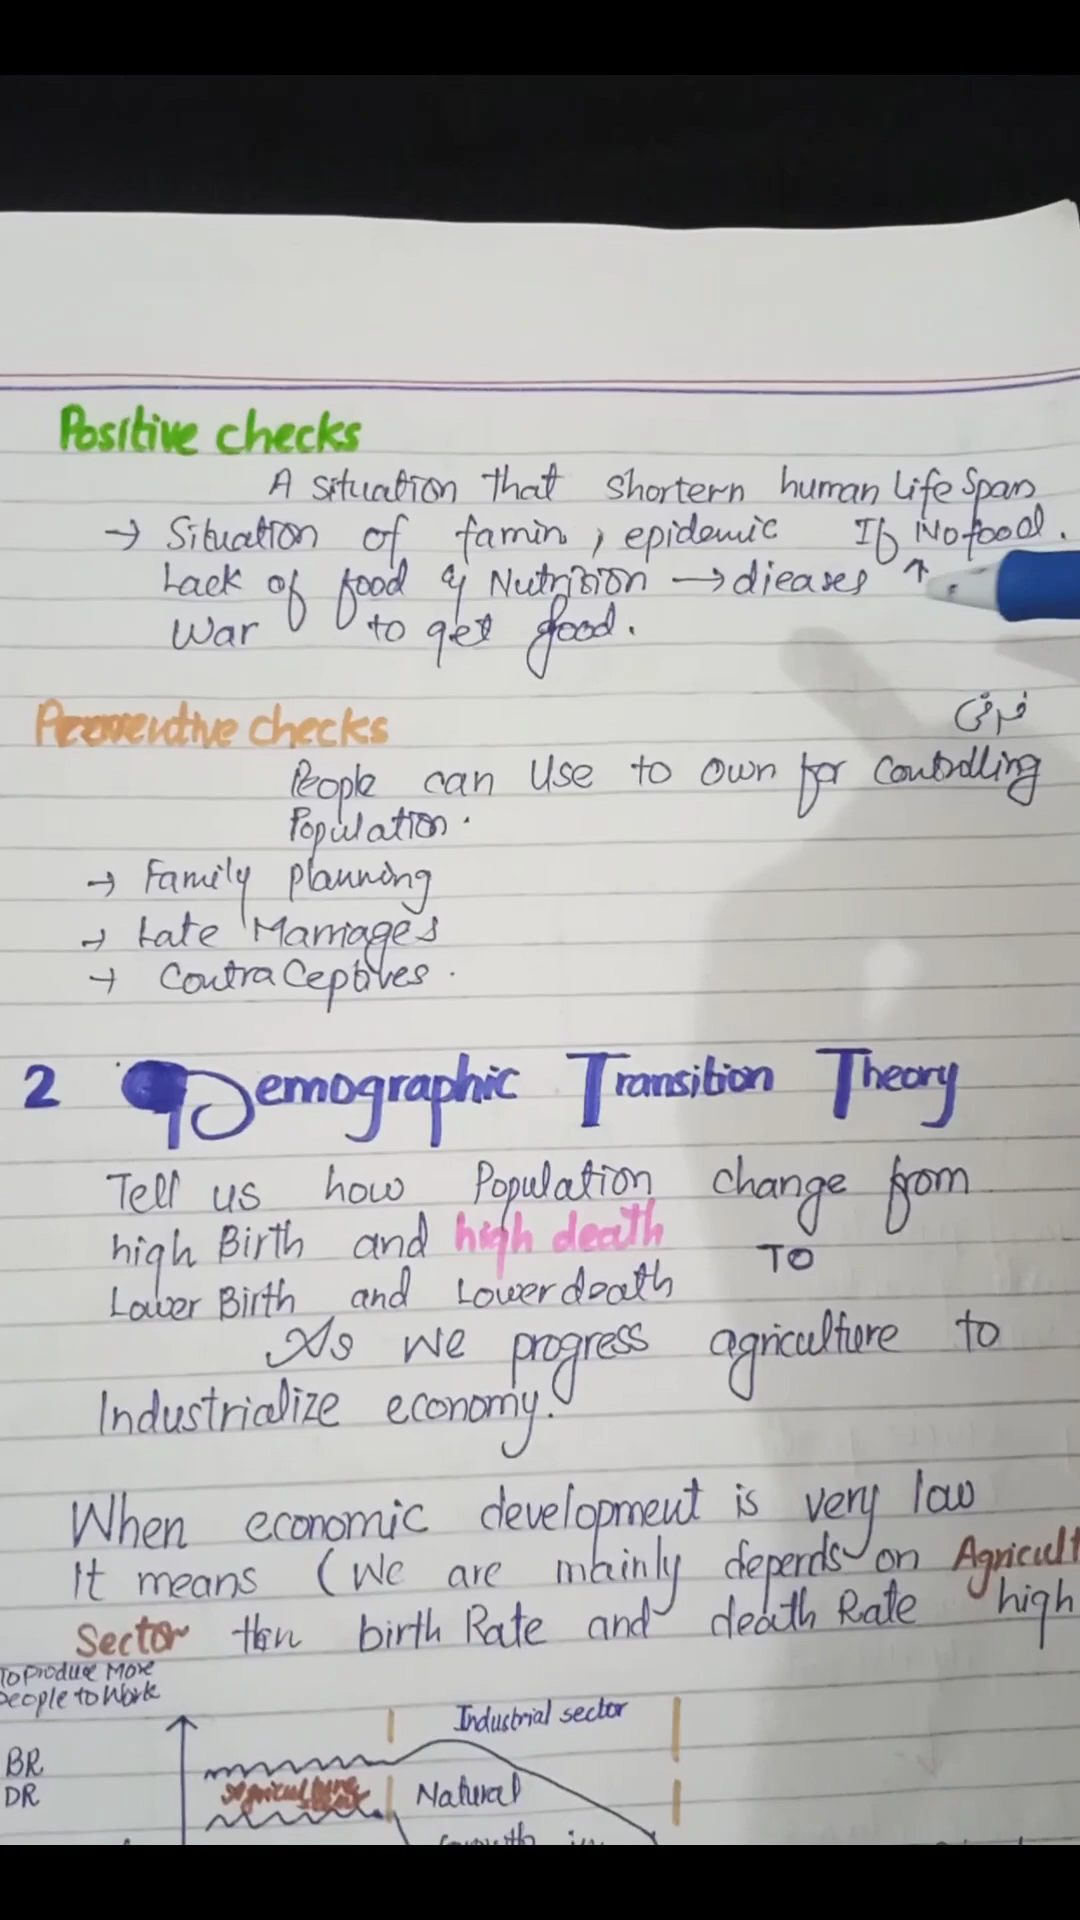 Positive checks
A situation that shortern human Life Span
→ Situation of famin, epidemic If No food.
Lack of food & Nutrition → dieases ↑
War to get food.
Preventive checks
People can Use to own for Controlling
Population.
→ Family planning
→ Late Marriages
→ ContraCeptives.
2 Demographic Transition Theory
Tell us how Population change from
high Birth and high death TO
Lower Birth and Lower death
As we progress agriculture to
Industrialize economy.
When economic development is very low
It means (We are mainly depends on Agricult
Sector then birth Rate and death Rate high
To Produce More
People to Work
Industrial sector
BR
DR
agriculture
Natural